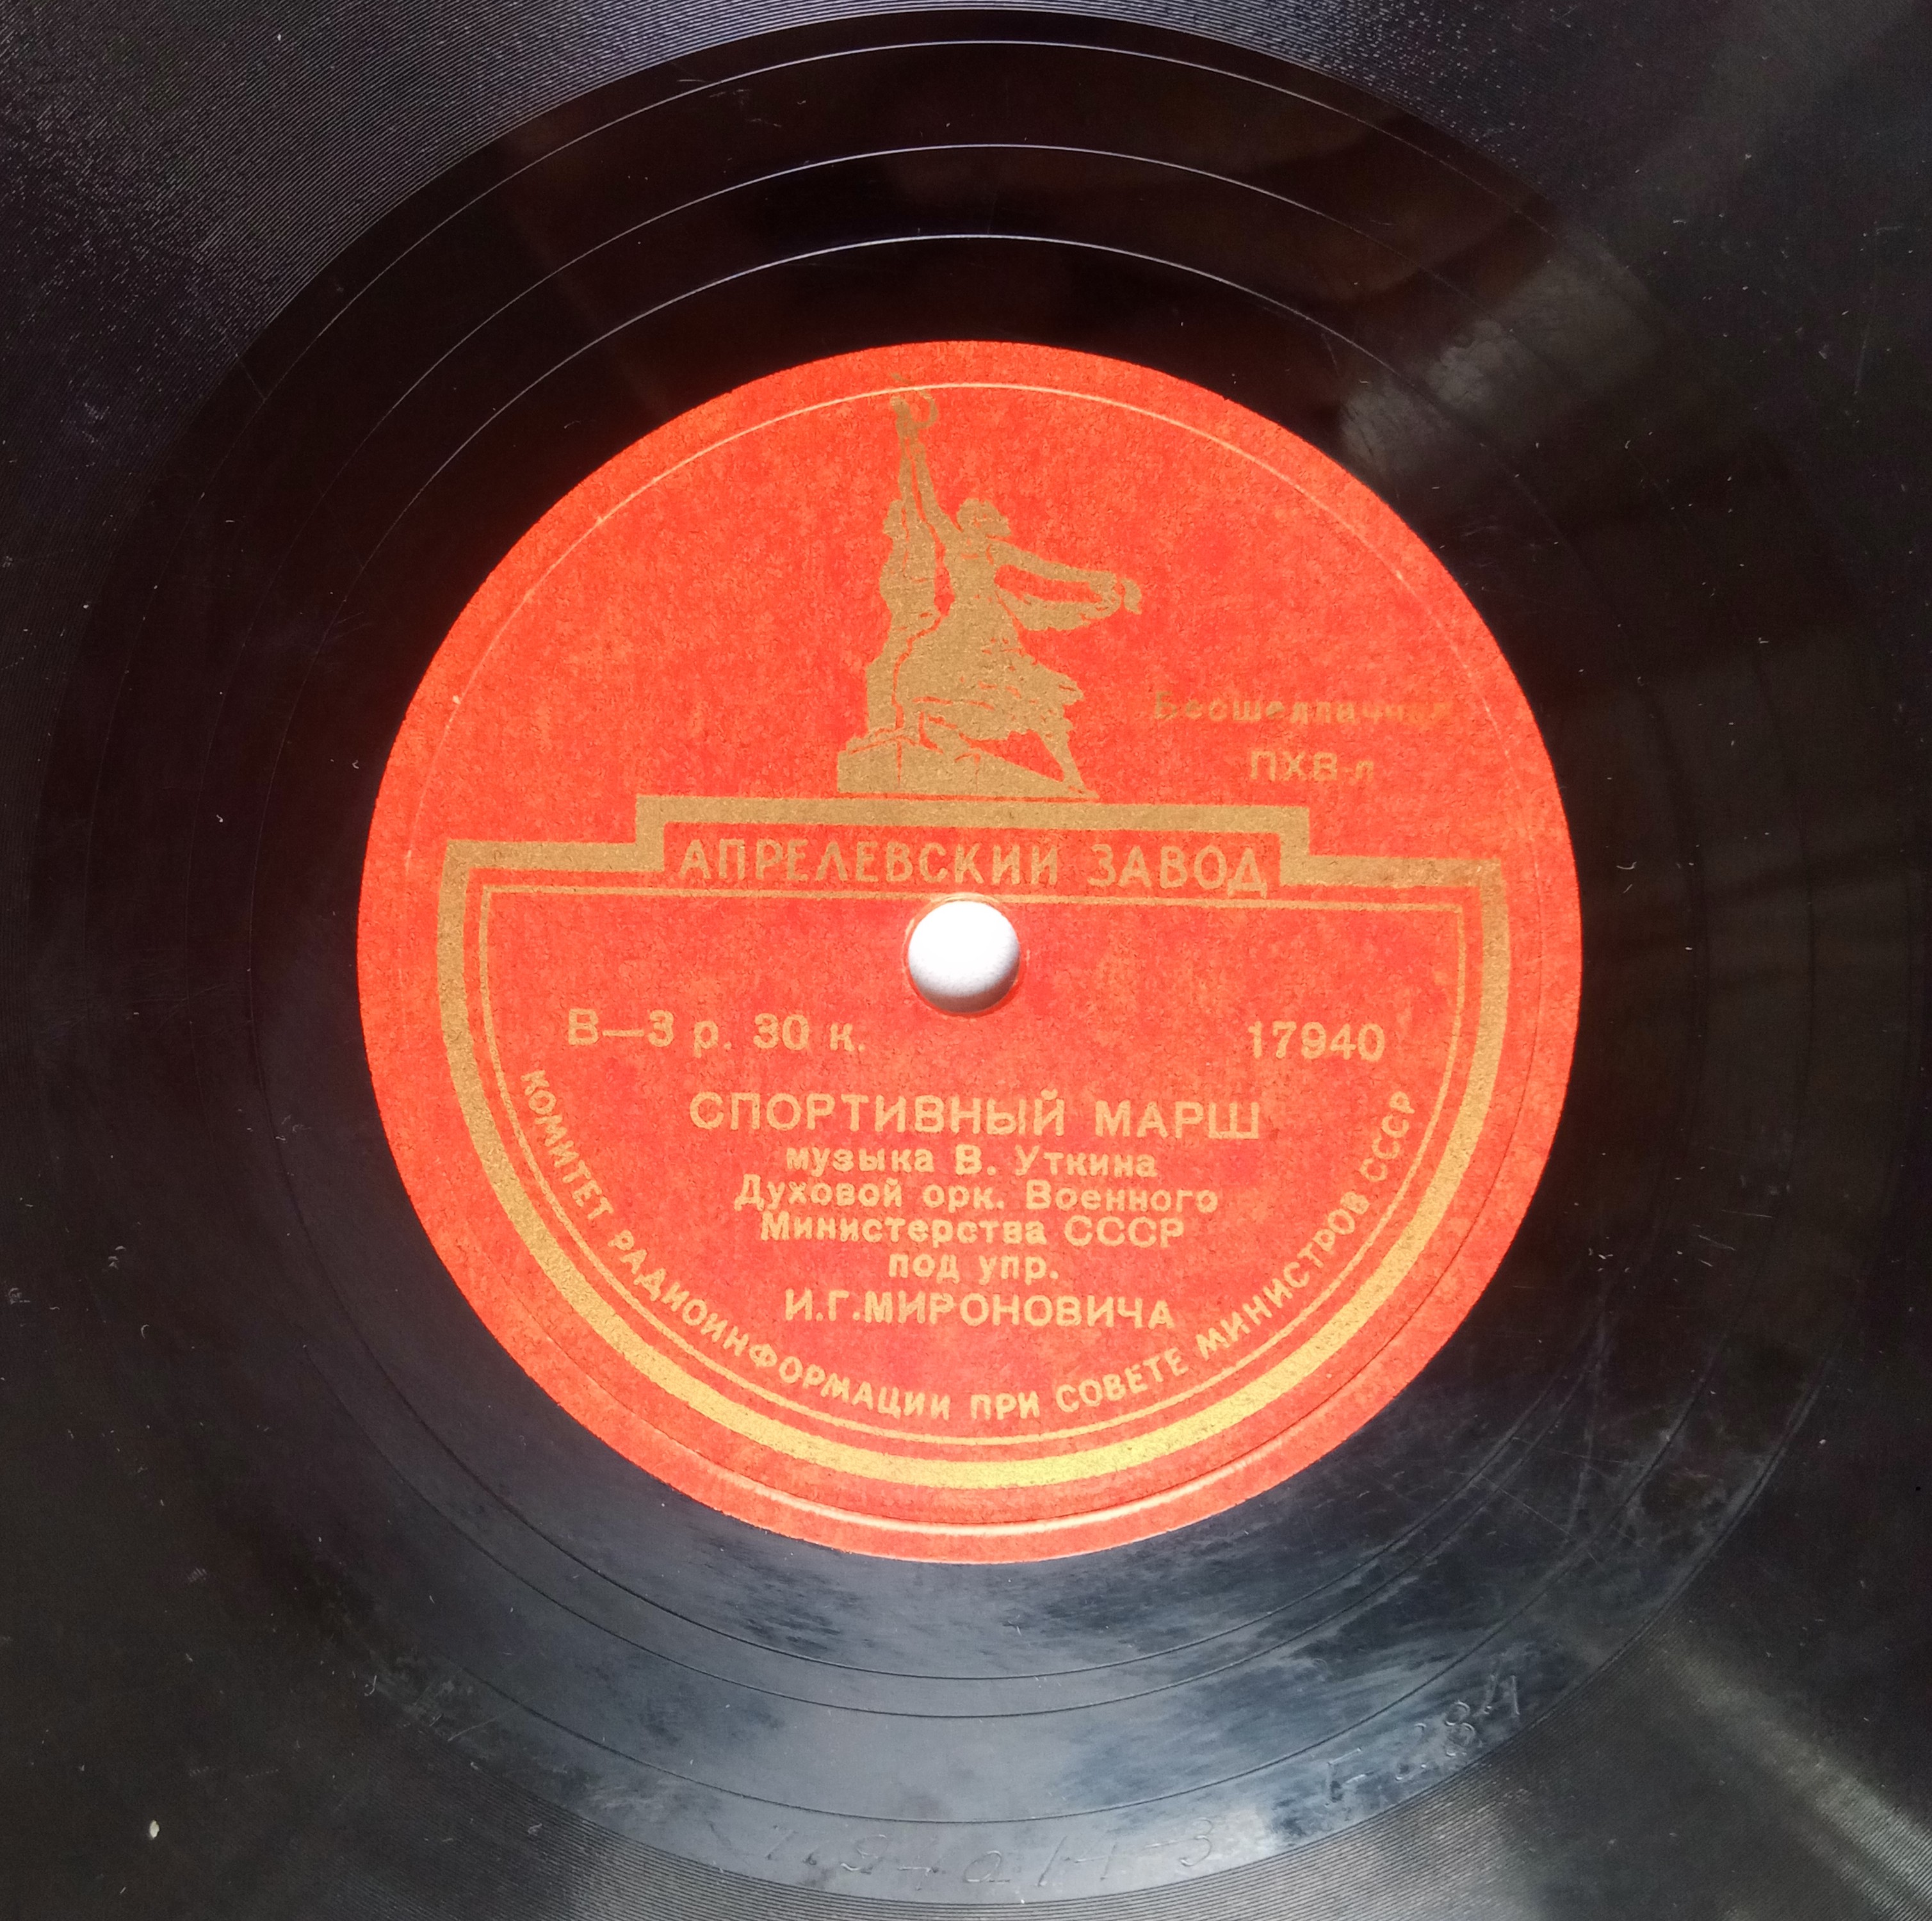 Бесшеллачная
ПХВ-л
АПРЕЛЕВСКИЙ ЗАВОД
В—3 р. 30 к. 17940
СПОРТИВНЫЙ МАРШ
музыка В. Уткина
Духовой орк. Военного
Министерства СССР
под упр.
И.Г.МИРОНОВИЧА
КОМИТЕТ РАДИОИНФОРМАЦИИ ПРИ СОВЕТЕ МИНИСТРОВ СССР